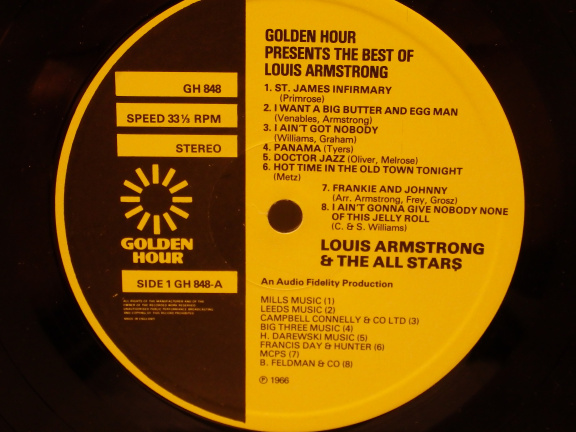 GH 848
SPEED 33⅓ RPM
STEREO
GOLDEN
HOUR
SIDE 1 GH 848-A
GOLDEN HOUR
PRESENTS THE BEST OF
LOUIS ARMSTRONG
1. ST. JAMES INFIRMARY
(Primrose)
2. I WANT A BIG BUTTER AND EGG MAN
(Venables, Armstrong)
3. I AIN'T GOT NOBODY
(Williams, Graham)
4. PANAMA (Tyers)
5. DOCTOR JAZZ (Oliver, Melrose)
6. HOT TIME IN THE OLD TOWN TONIGHT
(Metz)
7. FRANKIE AND JOHNNY
(Arr. Armstrong, Frey, Grosz)
8. I AIN'T GONNA GIVE NOBODY NONE
OF THIS JELLY ROLL
(C. & S. Williams)
LOUIS ARMSTRONG
& THE ALL STARS
An Audio Fidelity Production
MILLS MUSIC (1)
LEEDS MUSIC (2)
CAMPBELL CONNELLY & CO LTD (3)
BIG THREE MUSIC (4)
H. DAREWSKI MUSIC (5)
FRANCIS DAY & HUNTER (6)
MCPS (7)
B. FELDMAN & CO (8)
℗ 1966